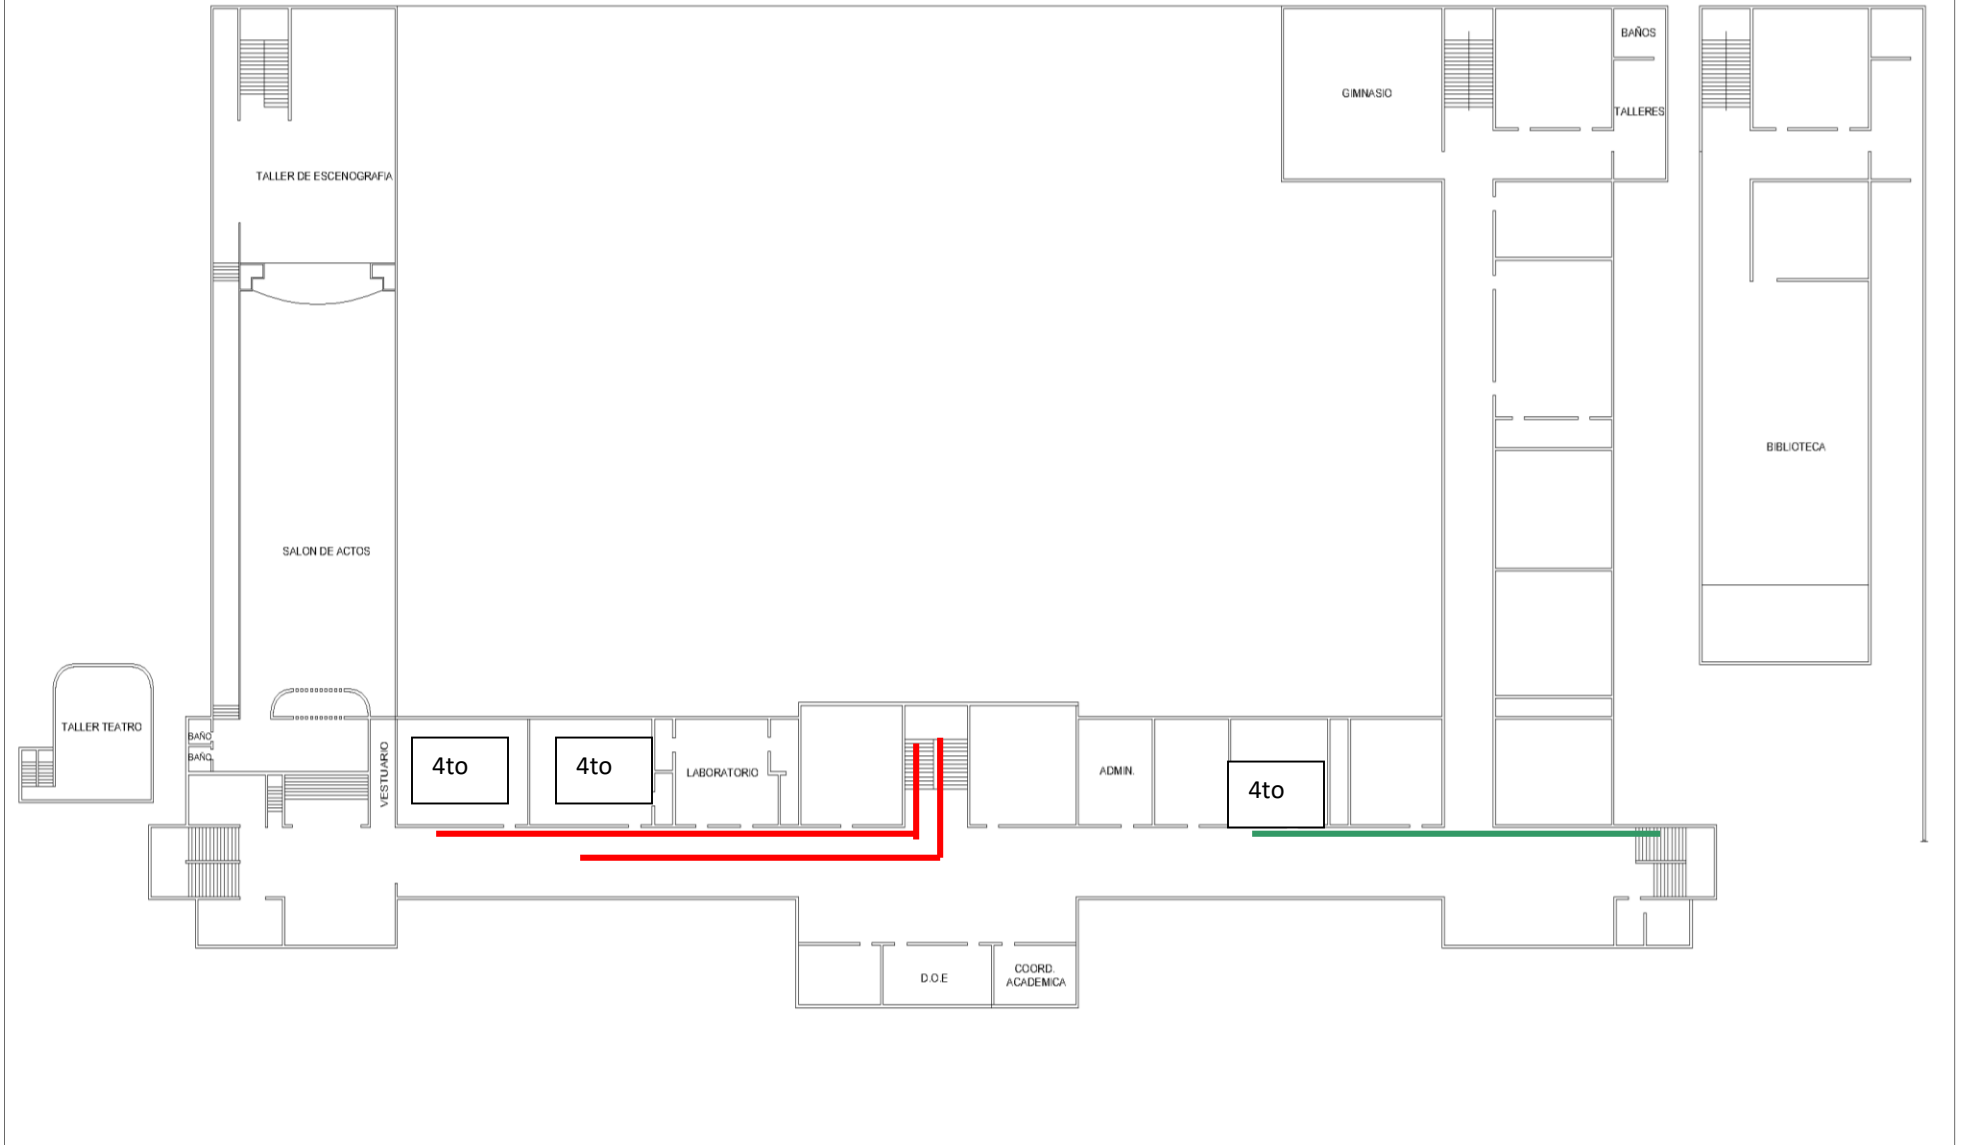 BAÑOS
GIMNASIO
TALLERES
TALLER DE ESCENOGRAFIA
BIBLIOTECA
SALON DE ACTOS
TALLER TEATRO
BAÑO
BAÑO
VESTUARIO
4to
4to
LABORATORIO
ADMIN.
4to
D.O.E
COORD.
ACADEMICA